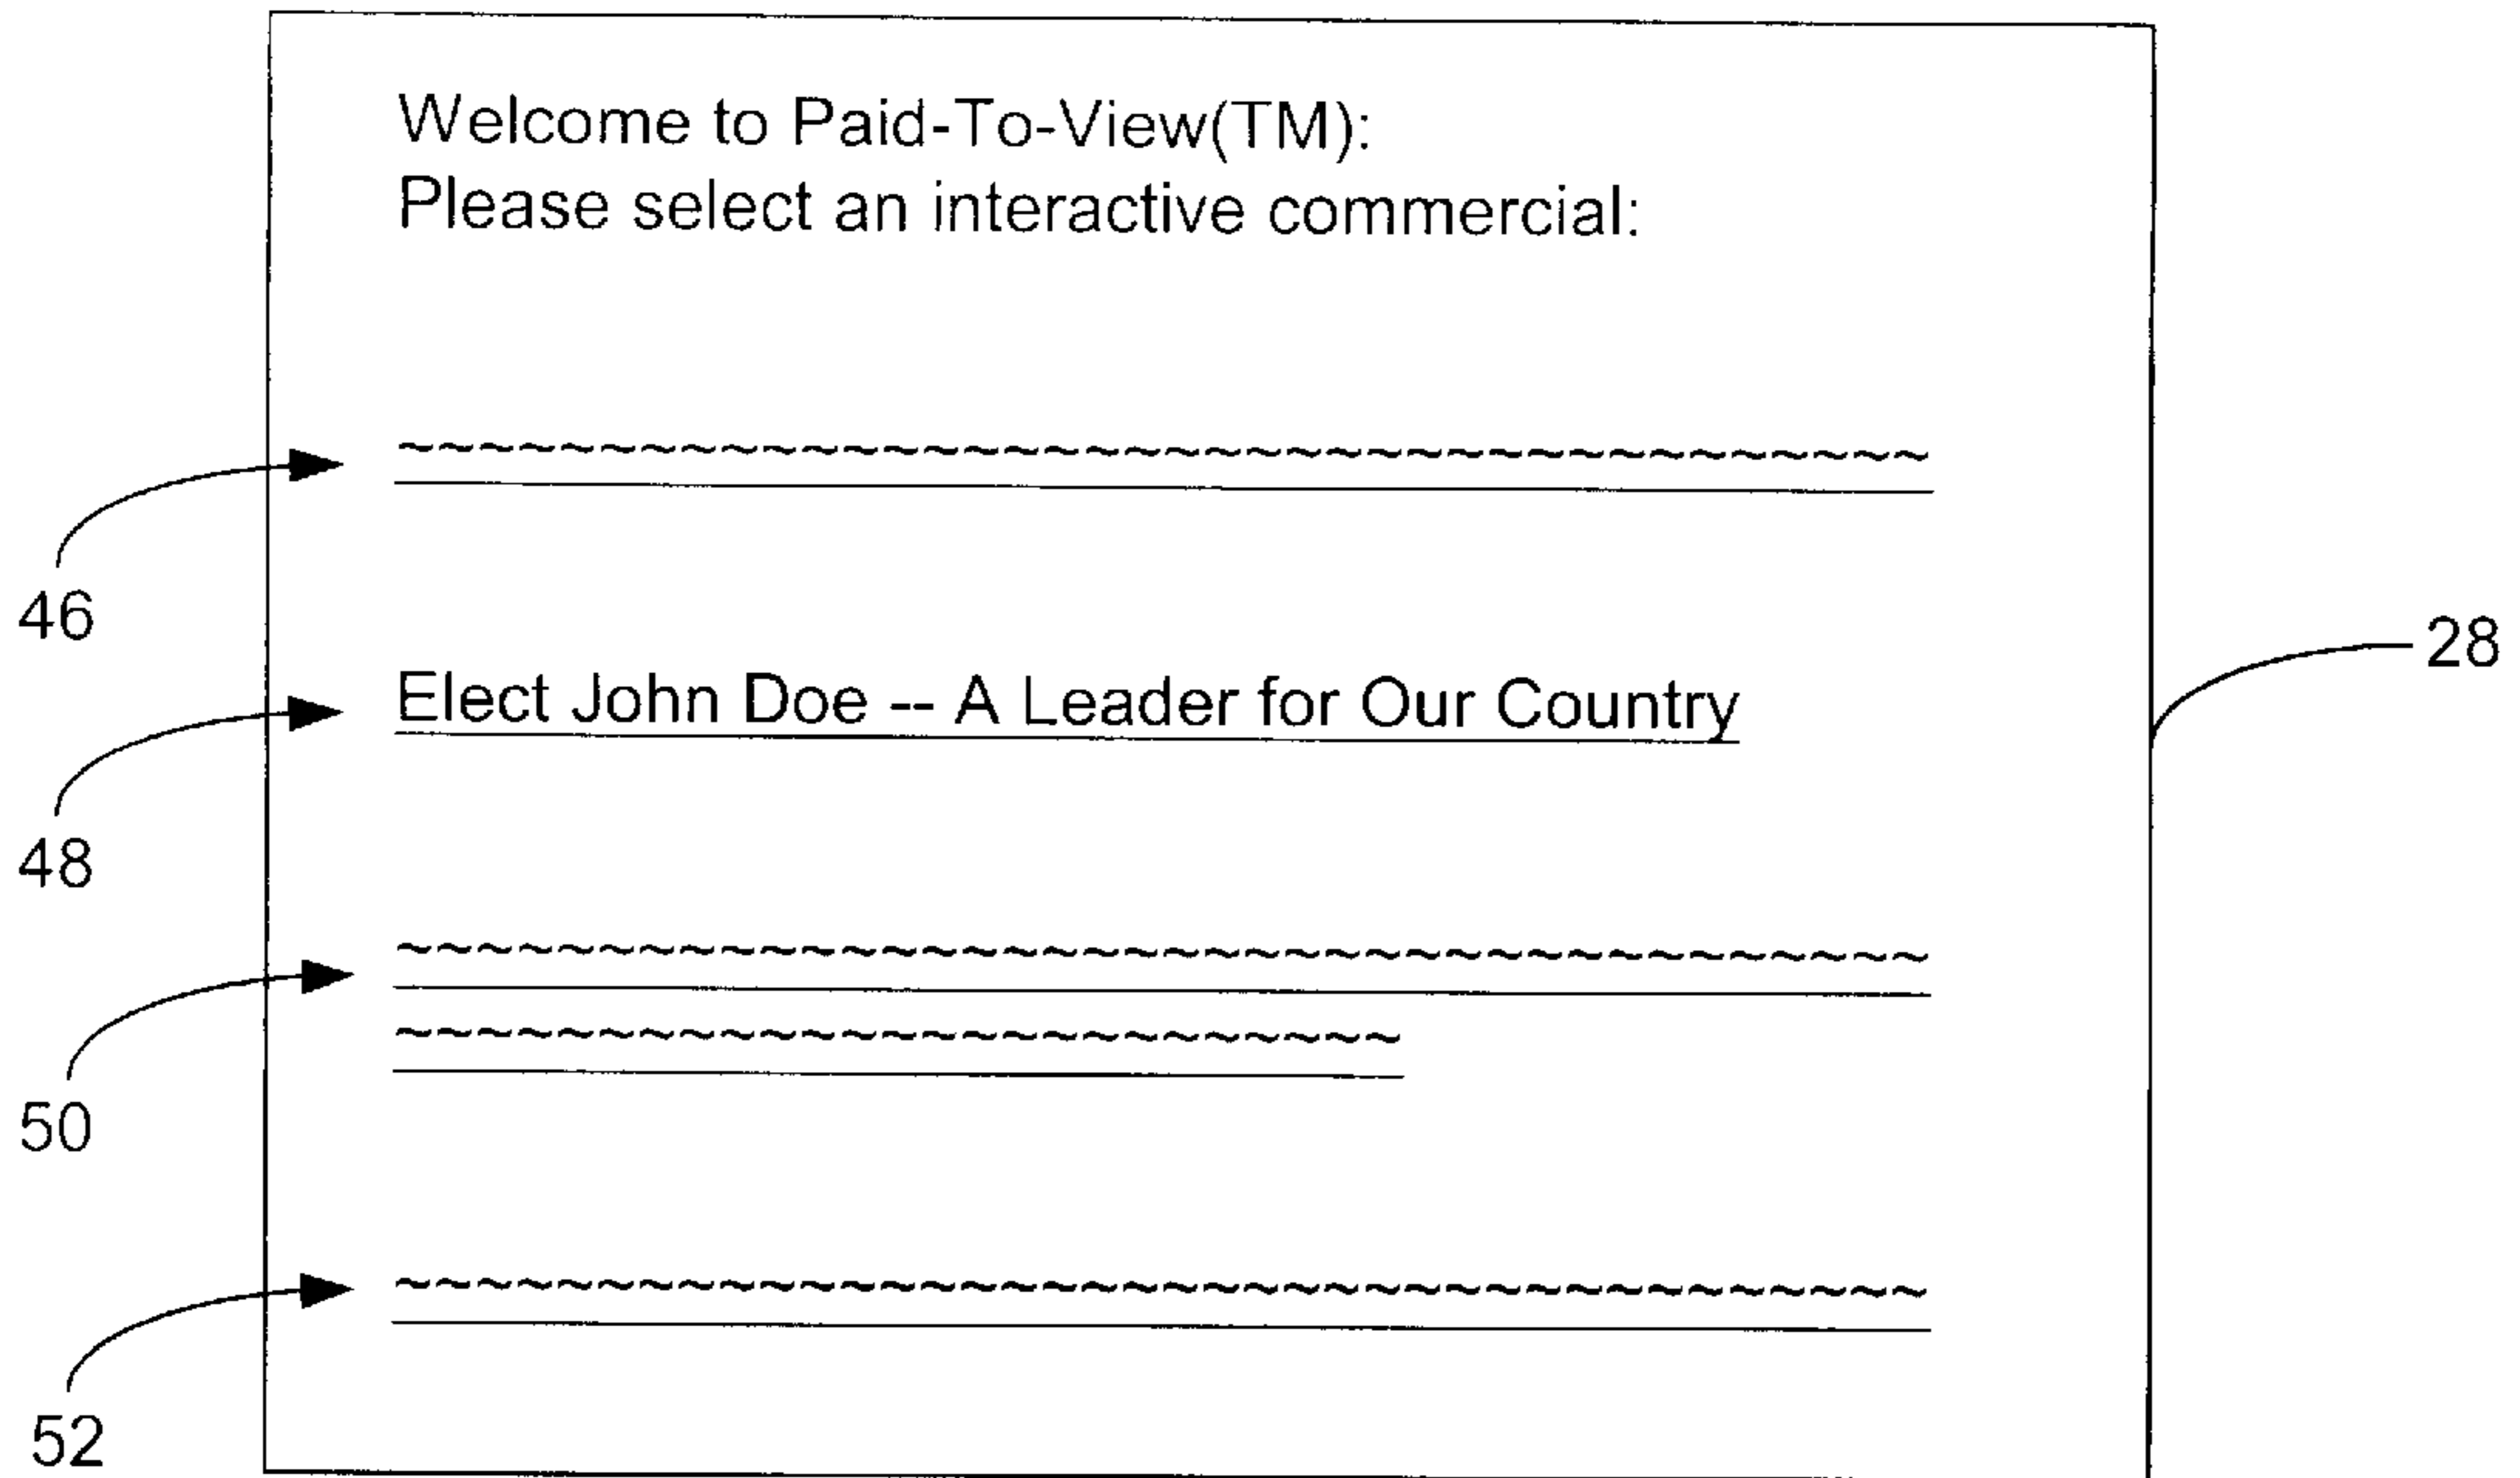 Welcome to Paid-To-View(TM):
Please select an interactive commercial:
46
Elect John Doe -- A Leader for Our Country
28
48
50
52